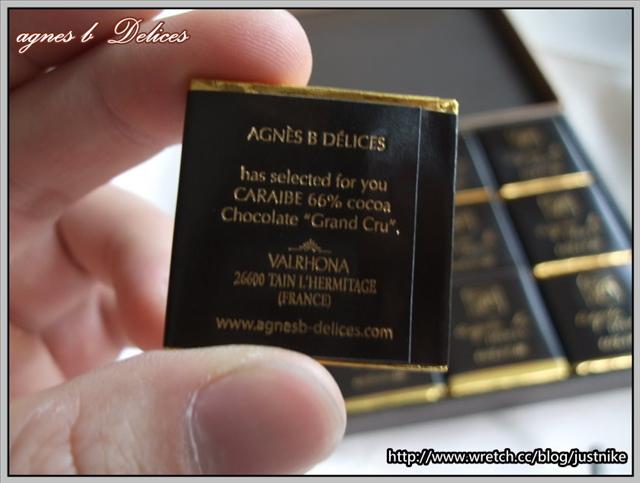 agnes b Delices
AGNÈS B DÉLICES
has selected for you
CARAIBE 66% cocoa
Chocolate "Grand Cru".
VALRHONA
26600 TAIN L'HERMITAGE
(FRANCE)
www.agnesb-delices.com
http://www.wretch.cc/blog/justnike